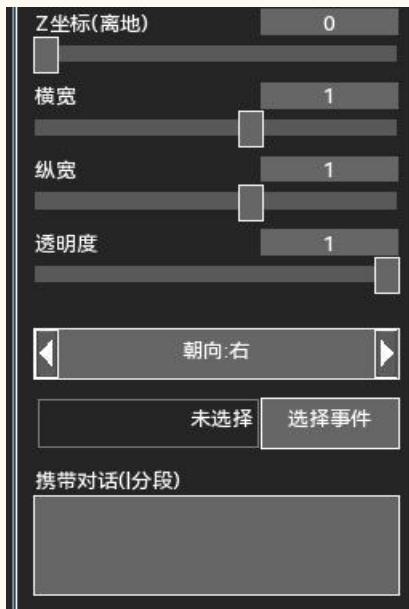 Z坐标(离地) 0
横宽 1
纵宽 1
透明度 1
朝向:右
未选择 选择事件
携带对话(|分段)